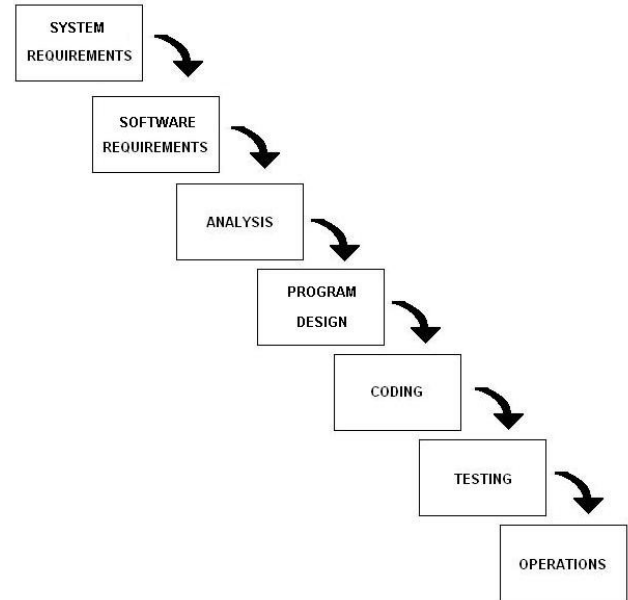 SYSTEM
REQUIREMENTS
SOFTWARE
REQUIREMENTS
ANALYSIS
PROGRAM
DESIGN
CODING
TESTING
OPERATIONS